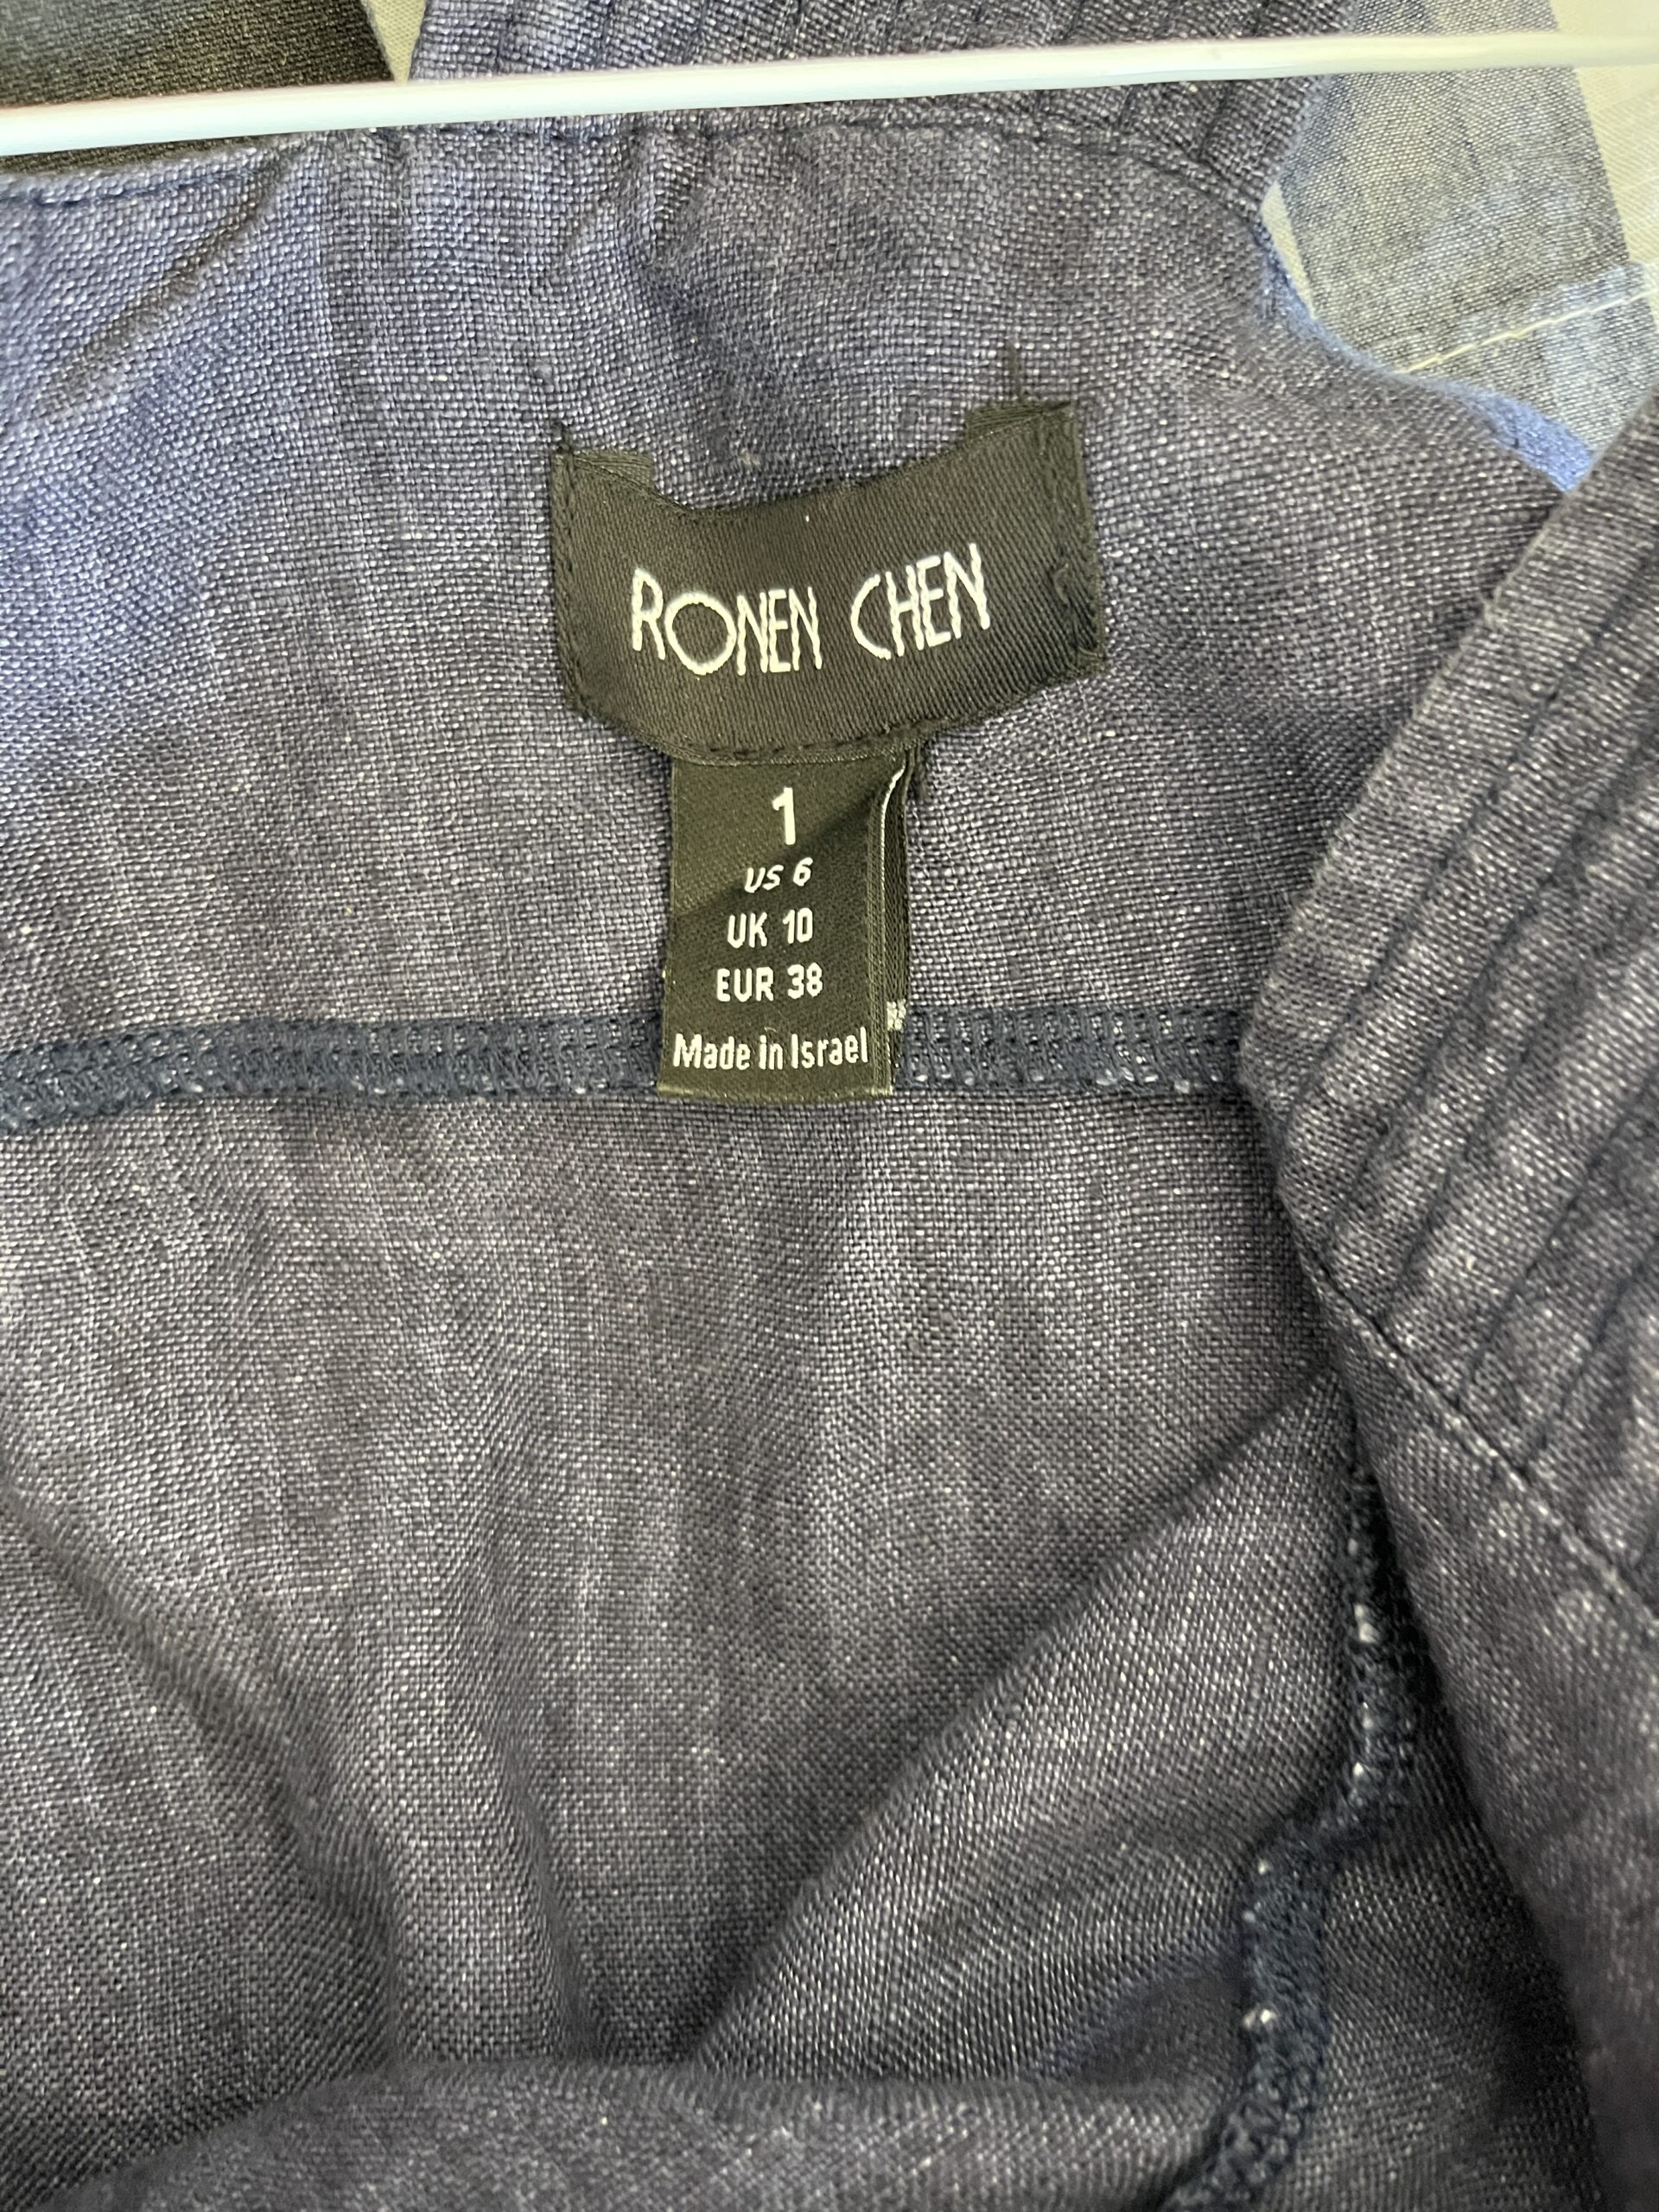 RONEN CHEN
1
US 6
UK 10
EUR 38
Made in Israel